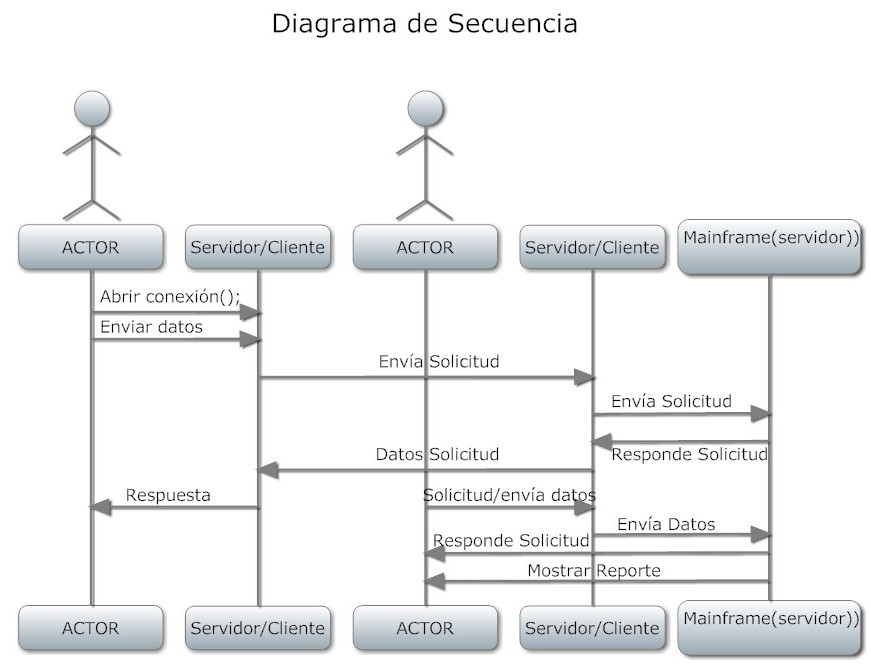 Diagrama de Secuencia
ACTOR
Servidor/Cliente
ACTOR
Servidor/Cliente
Mainframe(servidor))
Abrir conexión();
Enviar datos
Envía Solicitud
Envía Solicitud
Responde Solicitud
Datos Solicitud
Respuesta
Solicitud/envía datos
Envía Datos
Responde Solicitud
Mostrar Reporte
ACTOR
Servidor/Cliente
ACTOR
Servidor/Cliente
Mainframe(servidor))